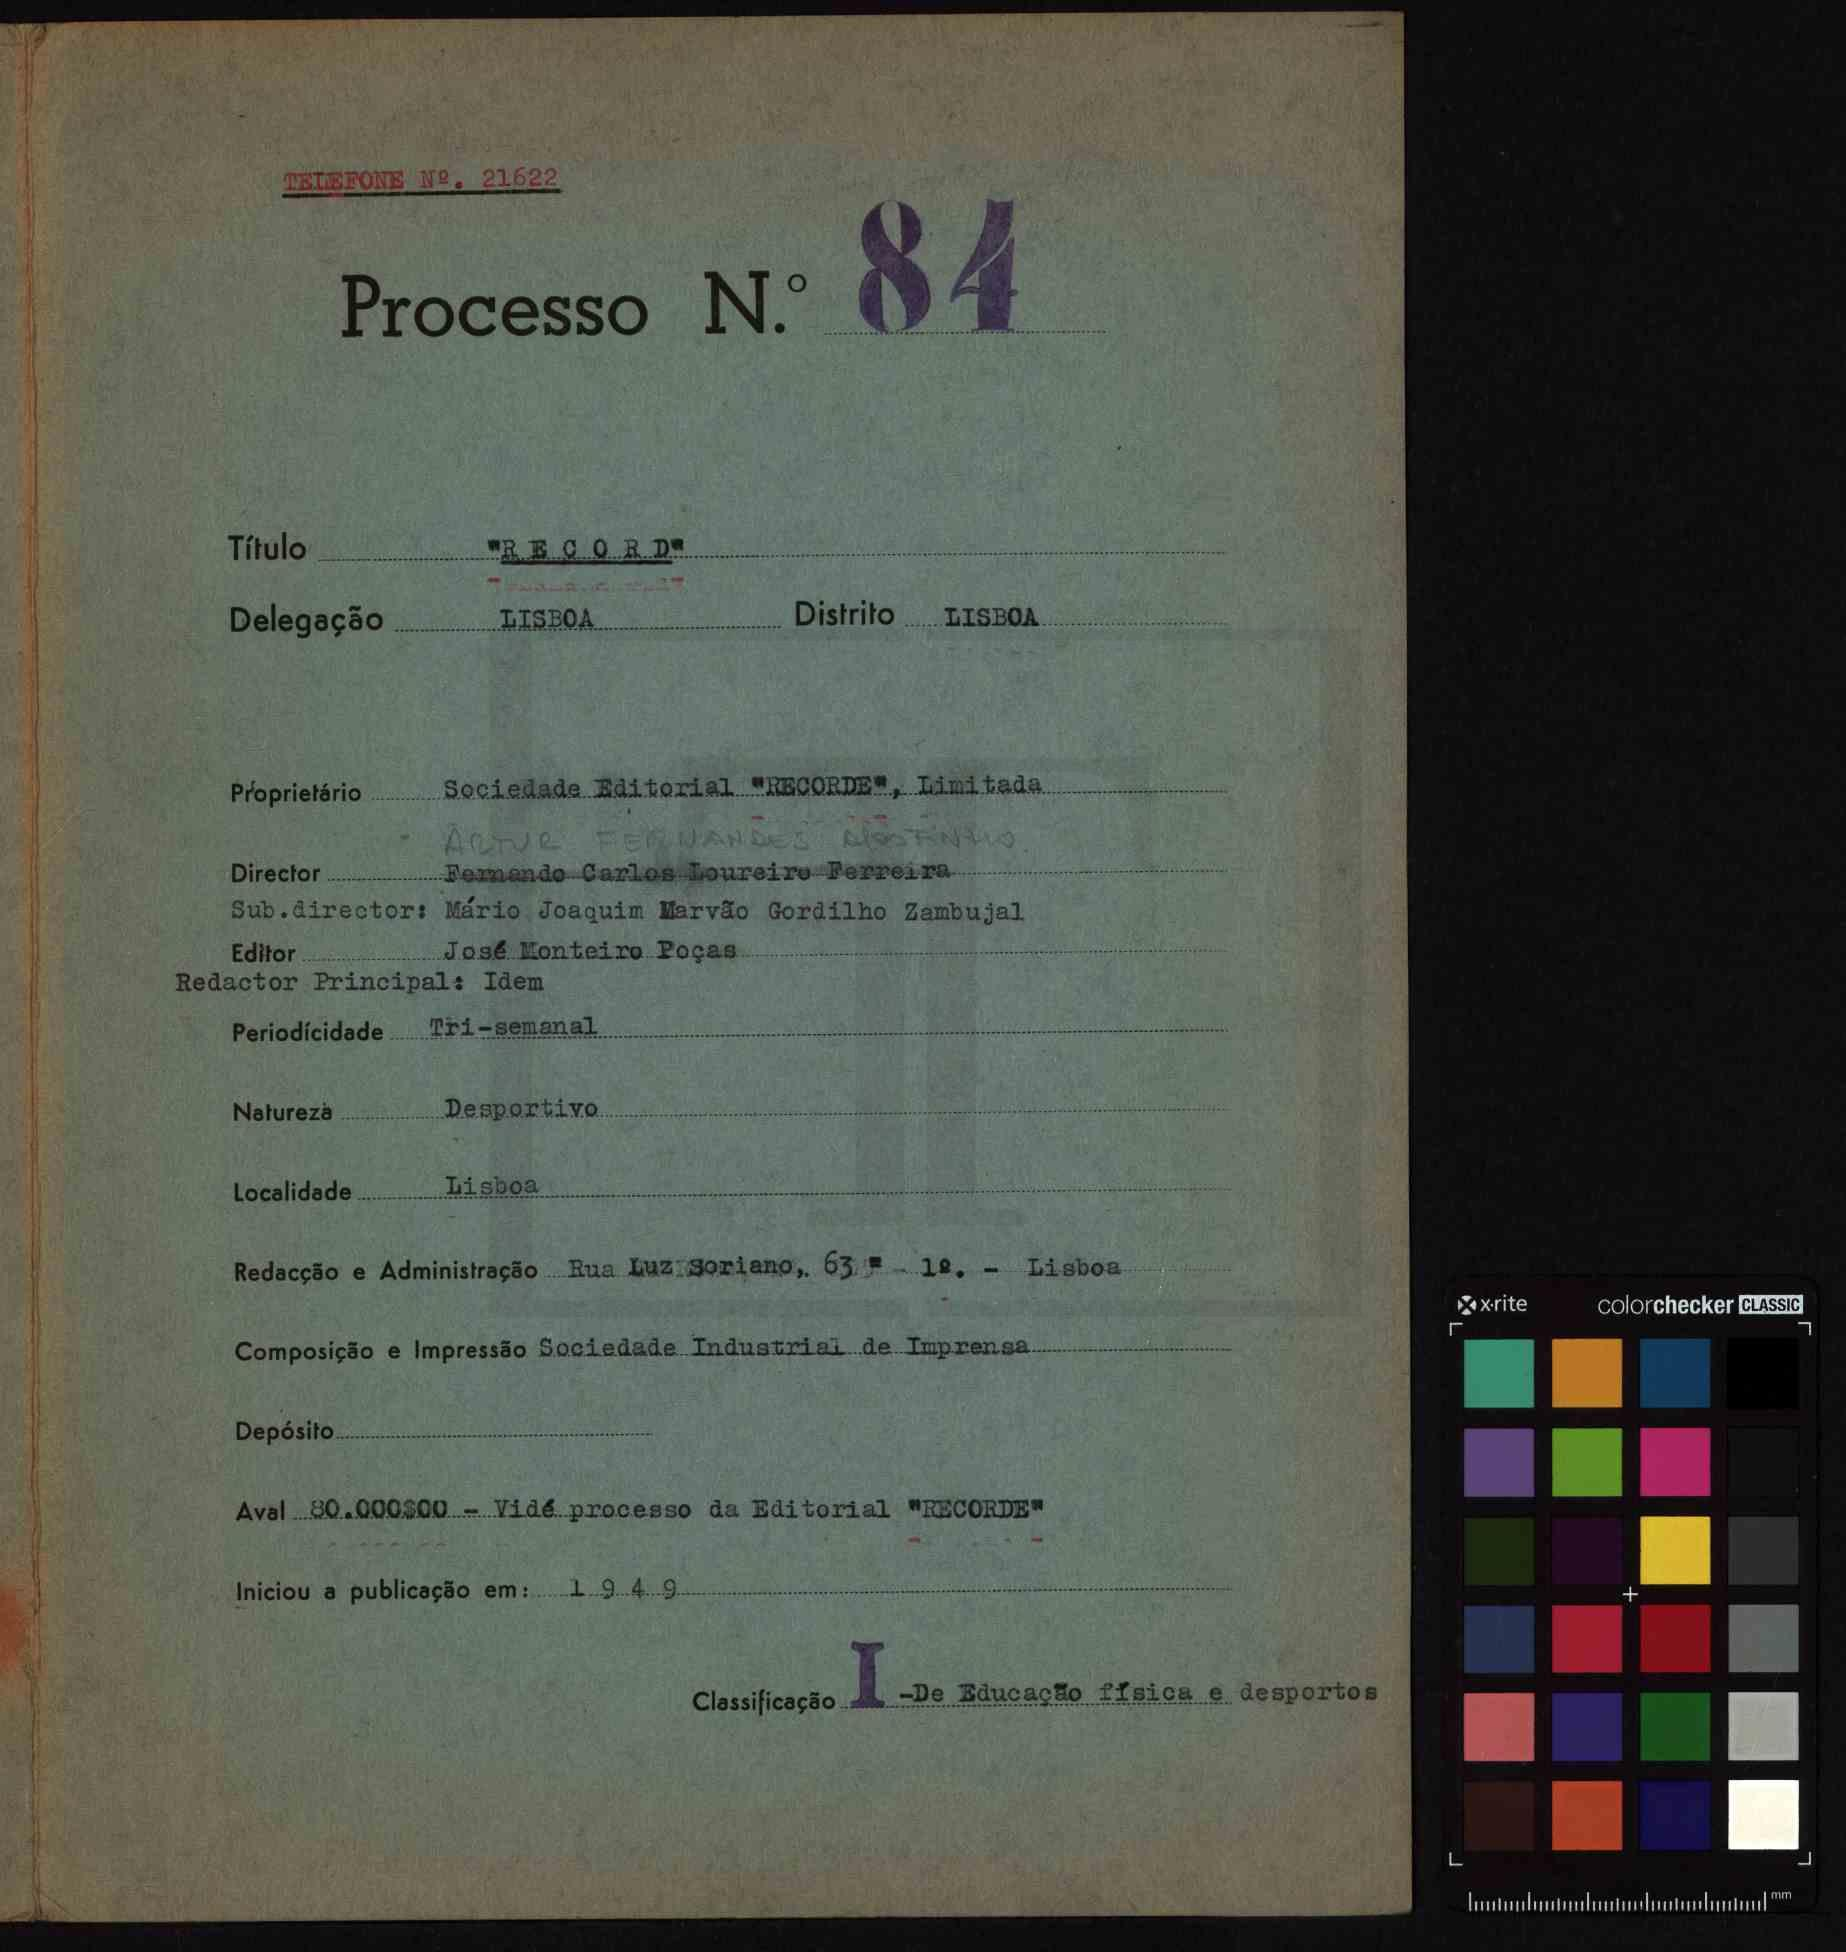 TELEFONE Nº. 21622
Processo N.º 84
Título "R E C O R D"
Delegação LISBOA Distrito LISBOA
Proprietário Sociedade Editorial "RECORDE", Limitada
ARTUR FERNANDES AGOSTINHO
Director Fernando Carlos Loureiro Ferreira
Sub.director: Mário Joaquim Marvão Gordilho Zambujal
Editor José Monteiro Poças
Redactor Principal: Idem
Periodícidade Tri-semanal
Natureza Desportivo
Localidade Lisboa
Redacção e Administração Rua Luz Soriano, 63 - 1º. - Lisboa
Composição e Impressão Sociedade Industrial de Imprensa
Depósito
Aval 80.000$00 - Vidé processo da Editorial "RECORDE"
Iniciou a publicação em: 1 9 4 9
Classificação I -De Educação física e desportos
x-rite colorchecker CLASSIC
mm